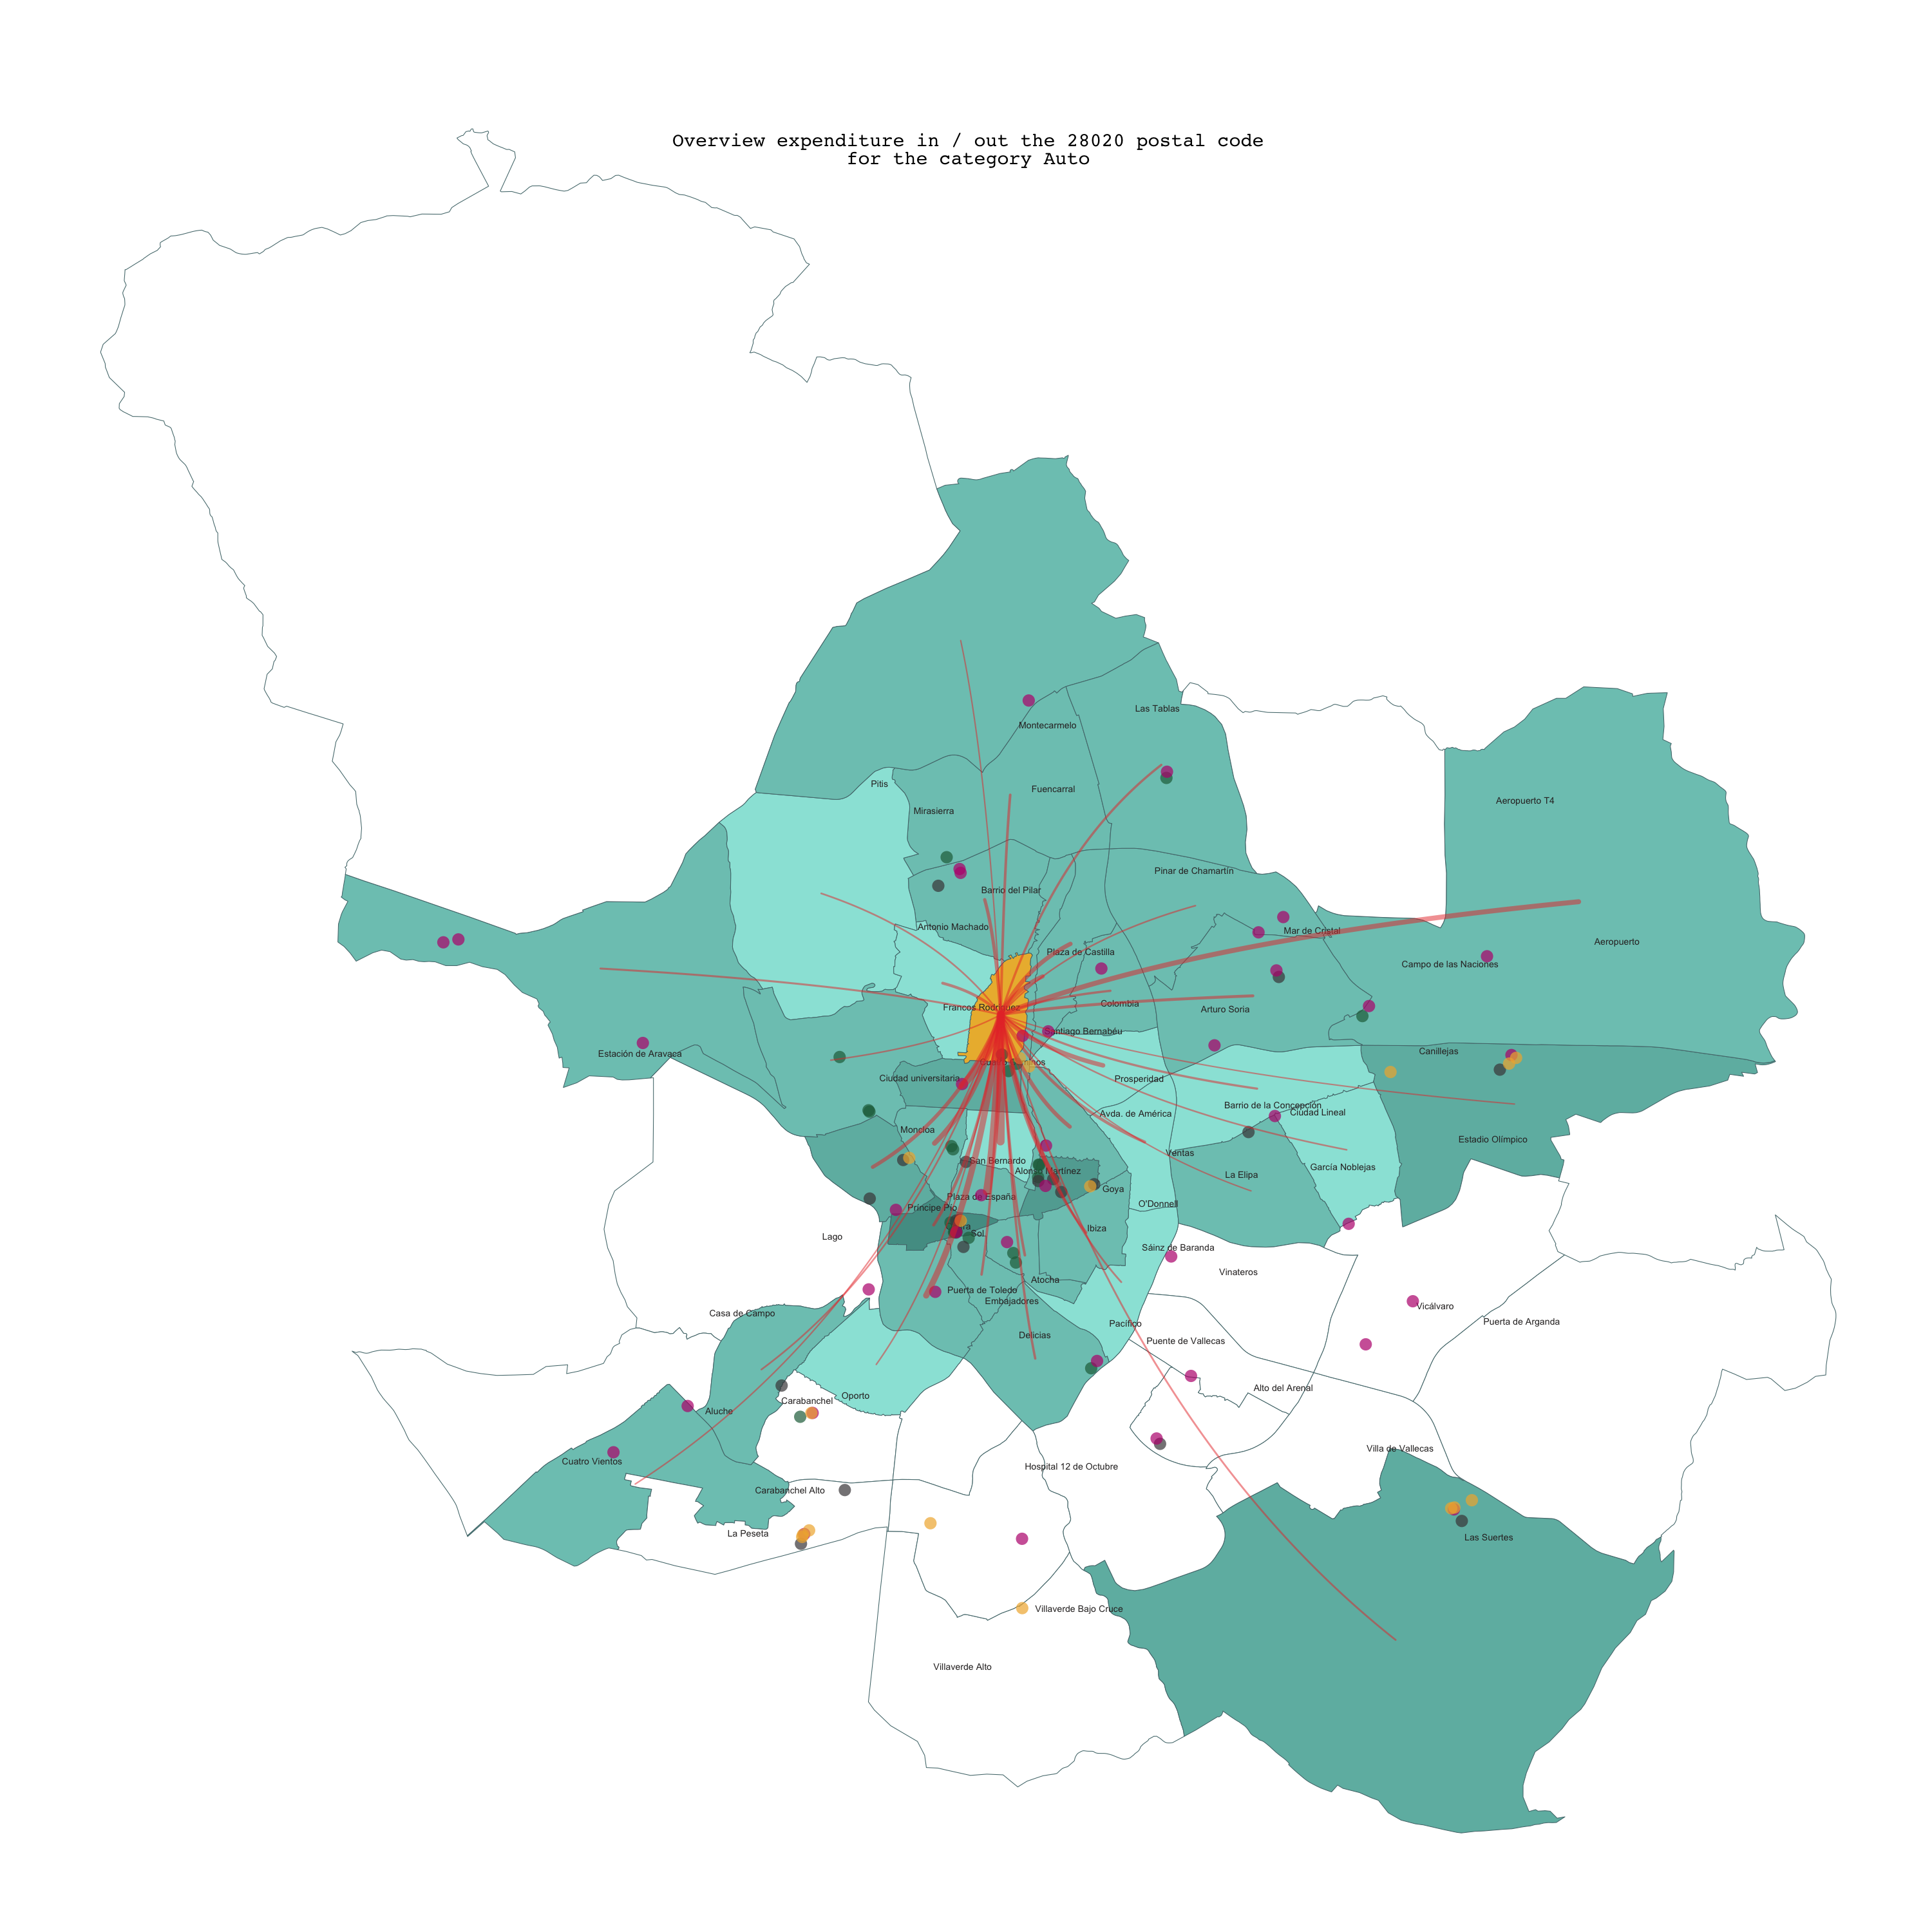 Overview expenditure in / out the 28020 postal code
for the category Auto
Las Tablas
Montecarmelo
Pitis
Fuencarral
Aeropuerto T4
Mirasierra
Pinar de Chamartín
Barrio del Pilar
Antonio Machado
Mar de Cristal
Aeropuerto
Plaza de Castilla
Campo de las Naciones
Francos Rodríguez
Colombia
Arturo Soria
Santiago Bernabéu
Estación de Aravaca
Canillejas
Ciudad universitaria
Prosperidad
Barrio de la Concepción
Ciudad Lineal
Avda. de América
Moncloa
Estadio Olímpico
Ventas
San Bernardo
García Noblejas
Alonso Martínez
La Elipa
Goya
Plaza de España
O'Donnell
Príncipe Pío
Ibiza
Sol
Lago
Sáinz de Baranda
Vinateros
Atocha
Puerta de Toledo
Embajadores
Vicálvaro
Casa de Campo
Puerta de Arganda
Pacífico
Delicias
Puente de Vallecas
Alto del Arenal
Oporto
Carabanchel
Aluche
Villa de Vallecas
Cuatro Vientos
Hospital 12 de Octubre
Carabanchel Alto
La Peseta
Las Suertes
Villaverde Bajo Cruce
Villaverde Alto